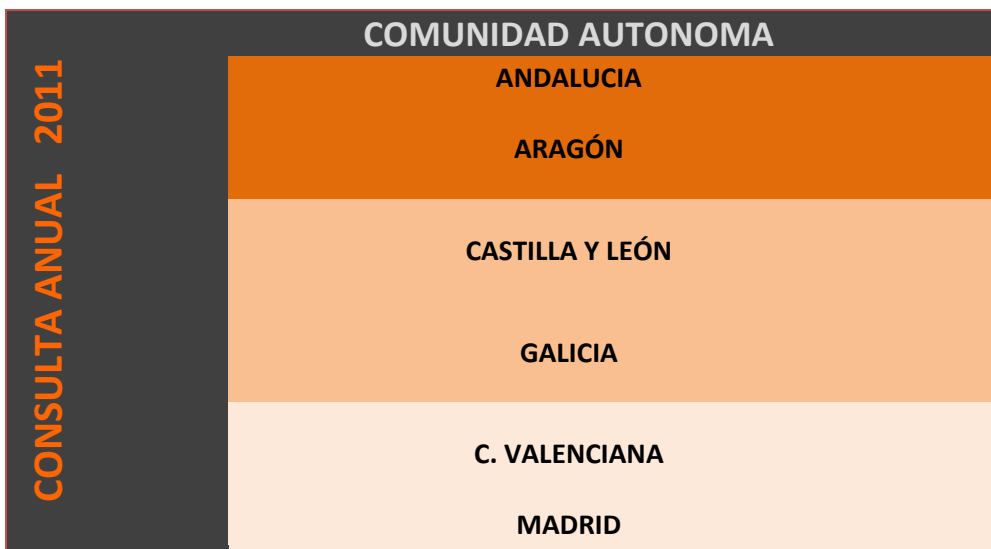 COMUNIDAD AUTONOMA
CONSULTA ANUAL 2011
ANDALUCIA
ARAGÓN
CASTILLA Y LEÓN
GALICIA
C. VALENCIANA
MADRID